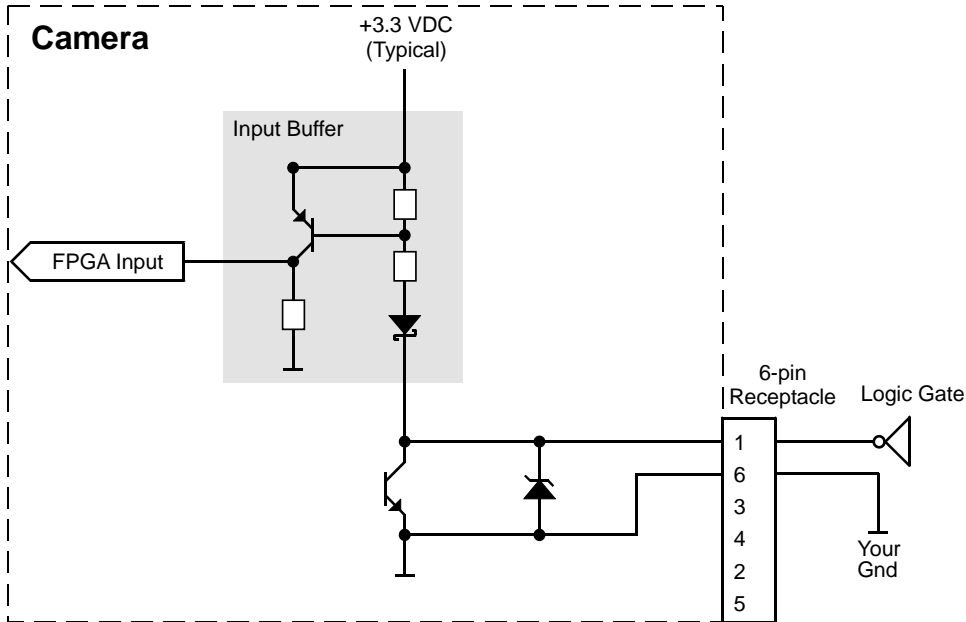 Camera
+3.3 VDC
(Typical)
Input Buffer
FPGA Input
6-pin
Receptacle
Logic Gate
1
6
3
4
2
5
Your
Gnd